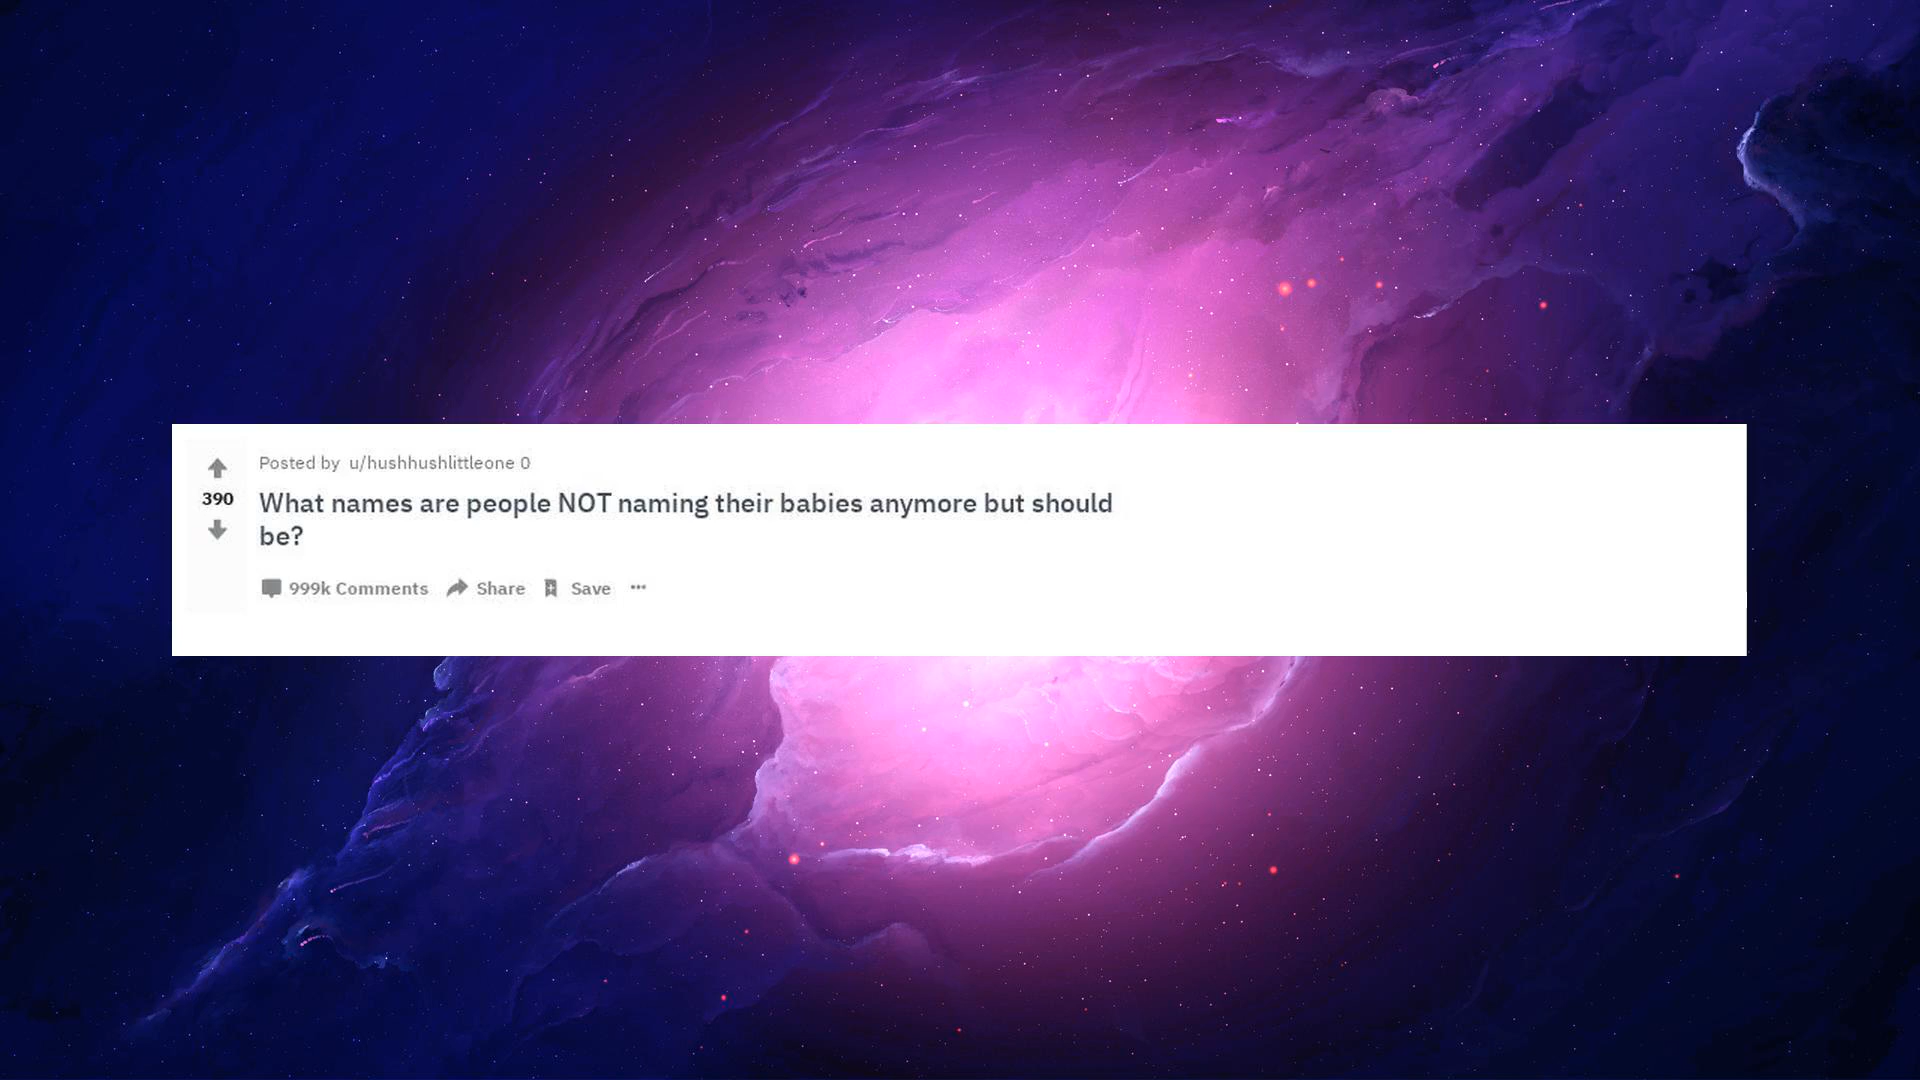 Posted by u/hushhushlittleone 0
390
What names are people NOT naming their babies anymore but should
be?
999k Comments Share Save ···